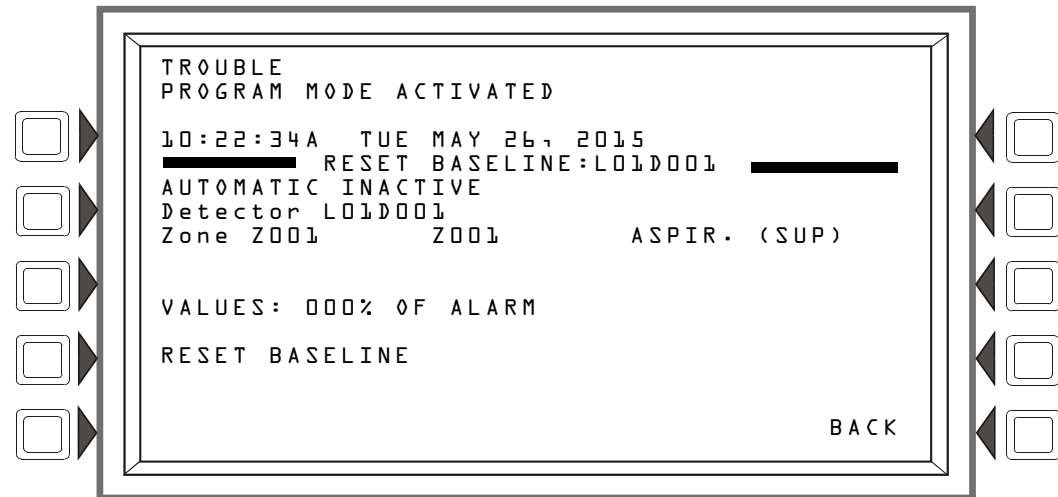 TROUBLE
PROGRAM MODE ACTIVATED
10:22:34A TUE MAY 26, 2015
RESET BASELINE:L01D001
AUTOMATIC INACTIVE
Detector L01D001
Zone Z001 Z001 ASPIR. (SUP)
VALUES: 000% OF ALARM
RESET BASELINE
BACK